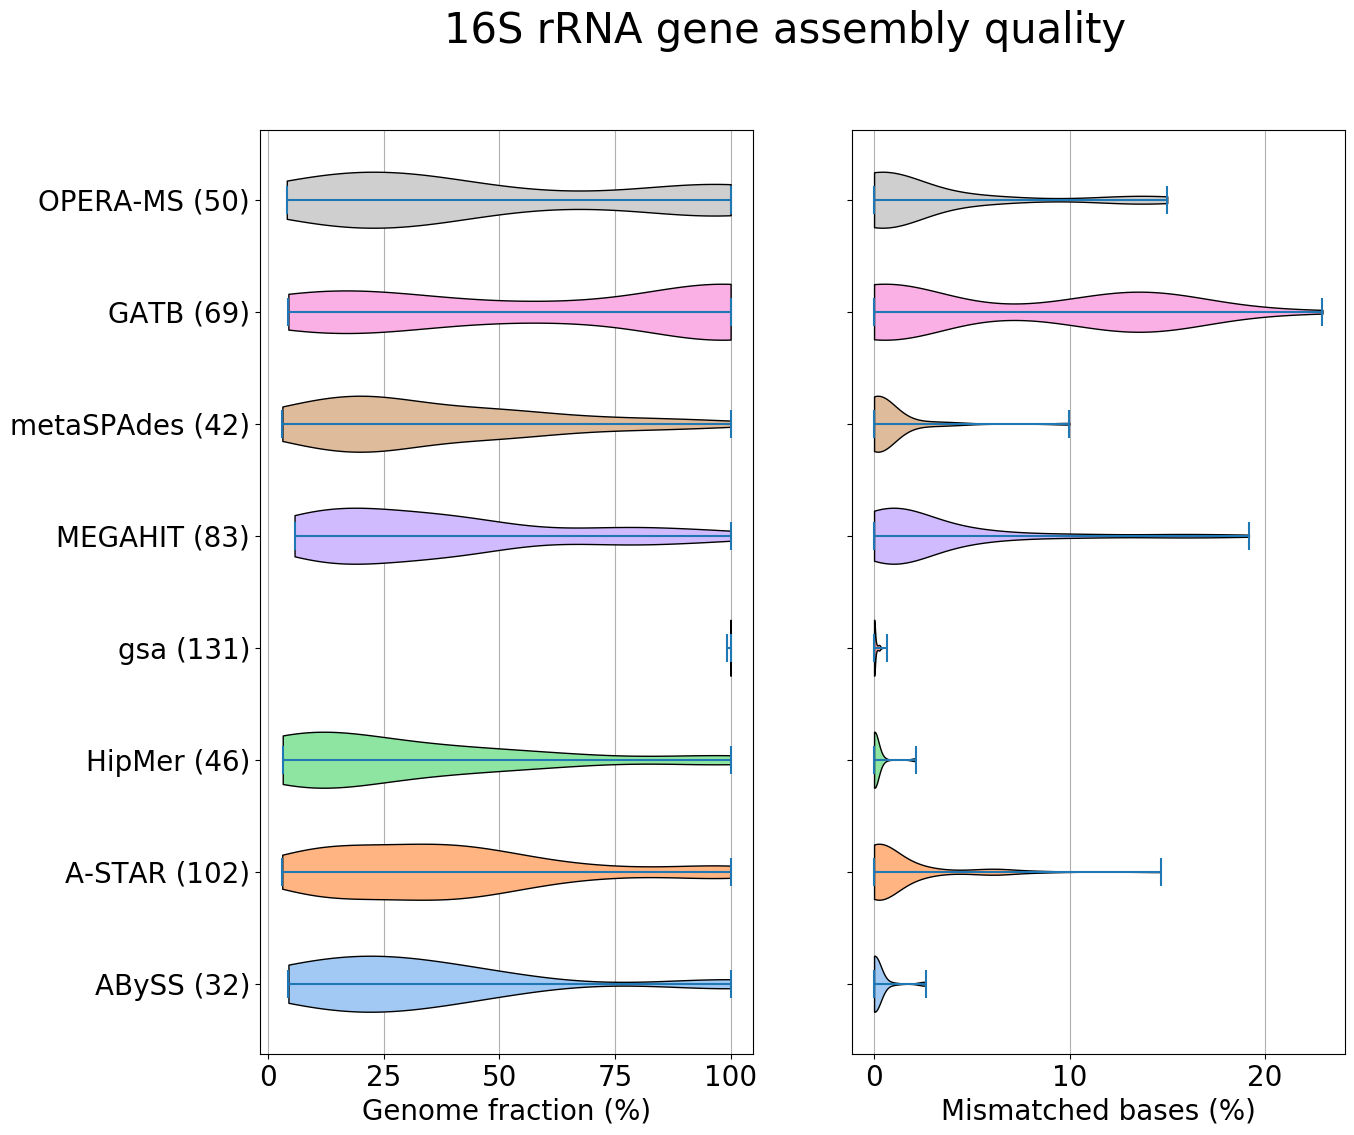 16S rRNA gene assembly quality
OPERA-MS (50)
GATB (69)
metaSPAdes (42)
MEGAHIT (83)
gsa (131)
HipMer (46)
A-STAR (102)
ABySS (32)
0 25 50 75 100
Genome fraction (%)
0 10 20
Mismatched bases (%)